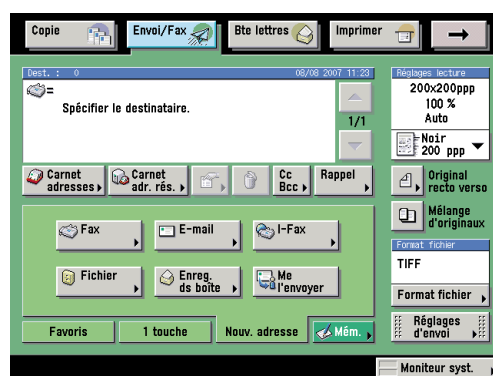 Copie
Envoi/Fax
Bte lettres
Imprimer
Dest. : 0
08/08 2007 11:23
Spécifier le destinataire.
1/1
Carnet
adresses
Carnet
adr. rés.
Cc
Bcc
Rappel
Fax
E-mail
I-Fax
Fichier
Enreg.
ds boîte
Me
l'envoyer
Favoris
1 touche
Nouv. adresse
Mém.
Réglages lecture
200x200ppp
100 %
Auto
Noir
200 ppp
Original
recto verso
Mélange
d'originaux
Format fichier
TIFF
Format fichier
Réglages
d'envoi
Moniteur syst.